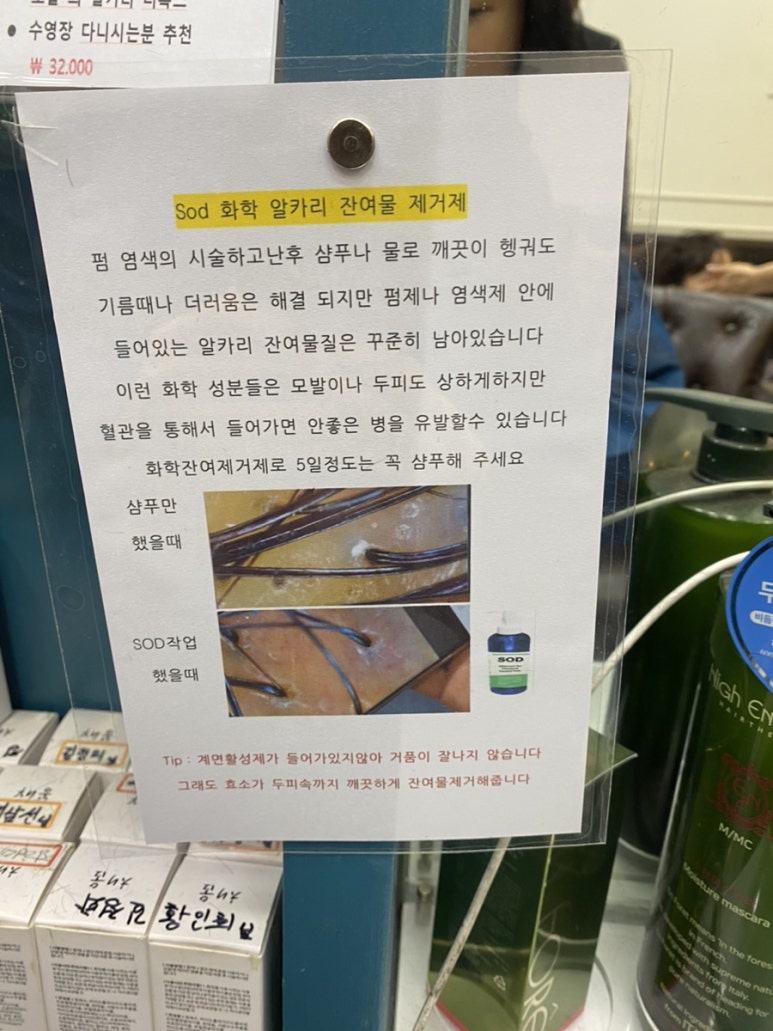 수영장 다니시는분 추천
₩ 32.000
Sod 화학 알카리 잔여물 제거제
펌 염색의 시술하고난후 샴푸나 물로 깨끗이 헹궈도
기름때나 더러움은 해결 되지만 펌제나 염색제 안에
들어있는 알카리 잔여물질은 꾸준히 남아있습니다
이런 화학 성분들은 모발이나 두피도 상하게하지만
혈관을 통해서 들어가면 안좋은 병을 유발할수 있습니다
화학잔여제거제로 5일정도는 꼭 샴푸해 주세요
샴푸만
했을때
SOD작업
했을때
SOD
Tip : 계면활성제가 들어가있지않아 거품이 잘나지 않습니다
그래도 효소가 두피속까지 깨끗하게 잔여물제거해줍니다
두
HAIRTHE
M/MC
Moisture mascara
in French.